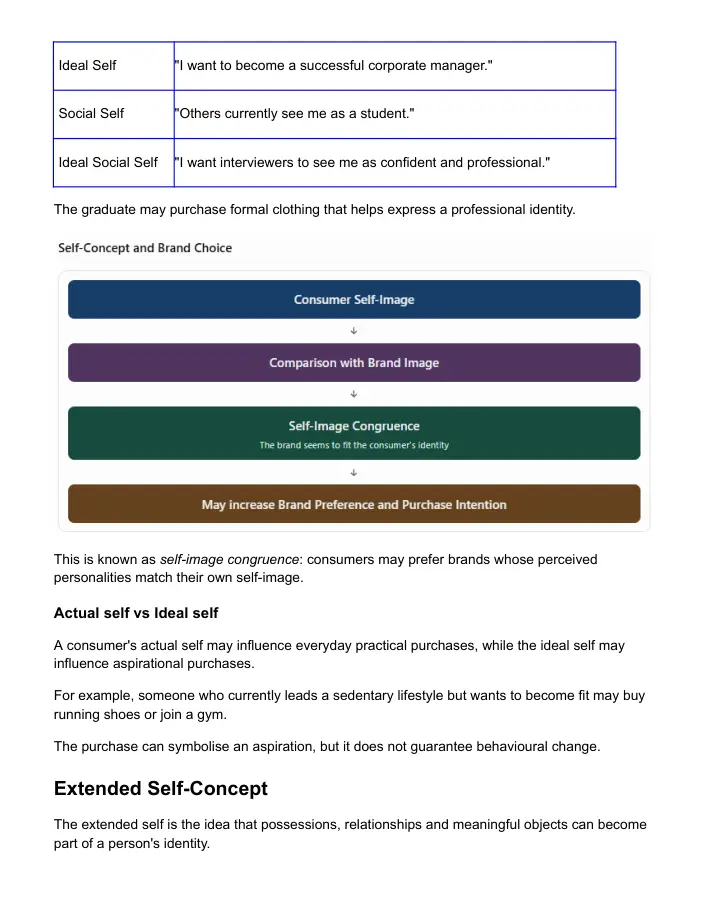 Ideal Self "I want to become a successful corporate manager."
Social Self "Others currently see me as a student."
Ideal Social Self "I want interviewers to see me as confident and professional."
The graduate may purchase formal clothing that helps express a professional identity.
Self-Concept and Brand Choice
Consumer Self-Image
↓
Comparison with Brand Image
↓
Self-Image Congruence
The brand seems to fit the consumer's identity
↓
May increase Brand Preference and Purchase Intention
This is known as self-image congruence: consumers may prefer brands whose perceived
personalities match their own self-image.
Actual self vs Ideal self
A consumer's actual self may influence everyday practical purchases, while the ideal self may
influence aspirational purchases.
For example, someone who currently leads a sedentary lifestyle but wants to become fit may buy
running shoes or join a gym.
The purchase can symbolise an aspiration, but it does not guarantee behavioural change.
Extended Self-Concept
The extended self is the idea that possessions, relationships and meaningful objects can become
part of a person's identity.